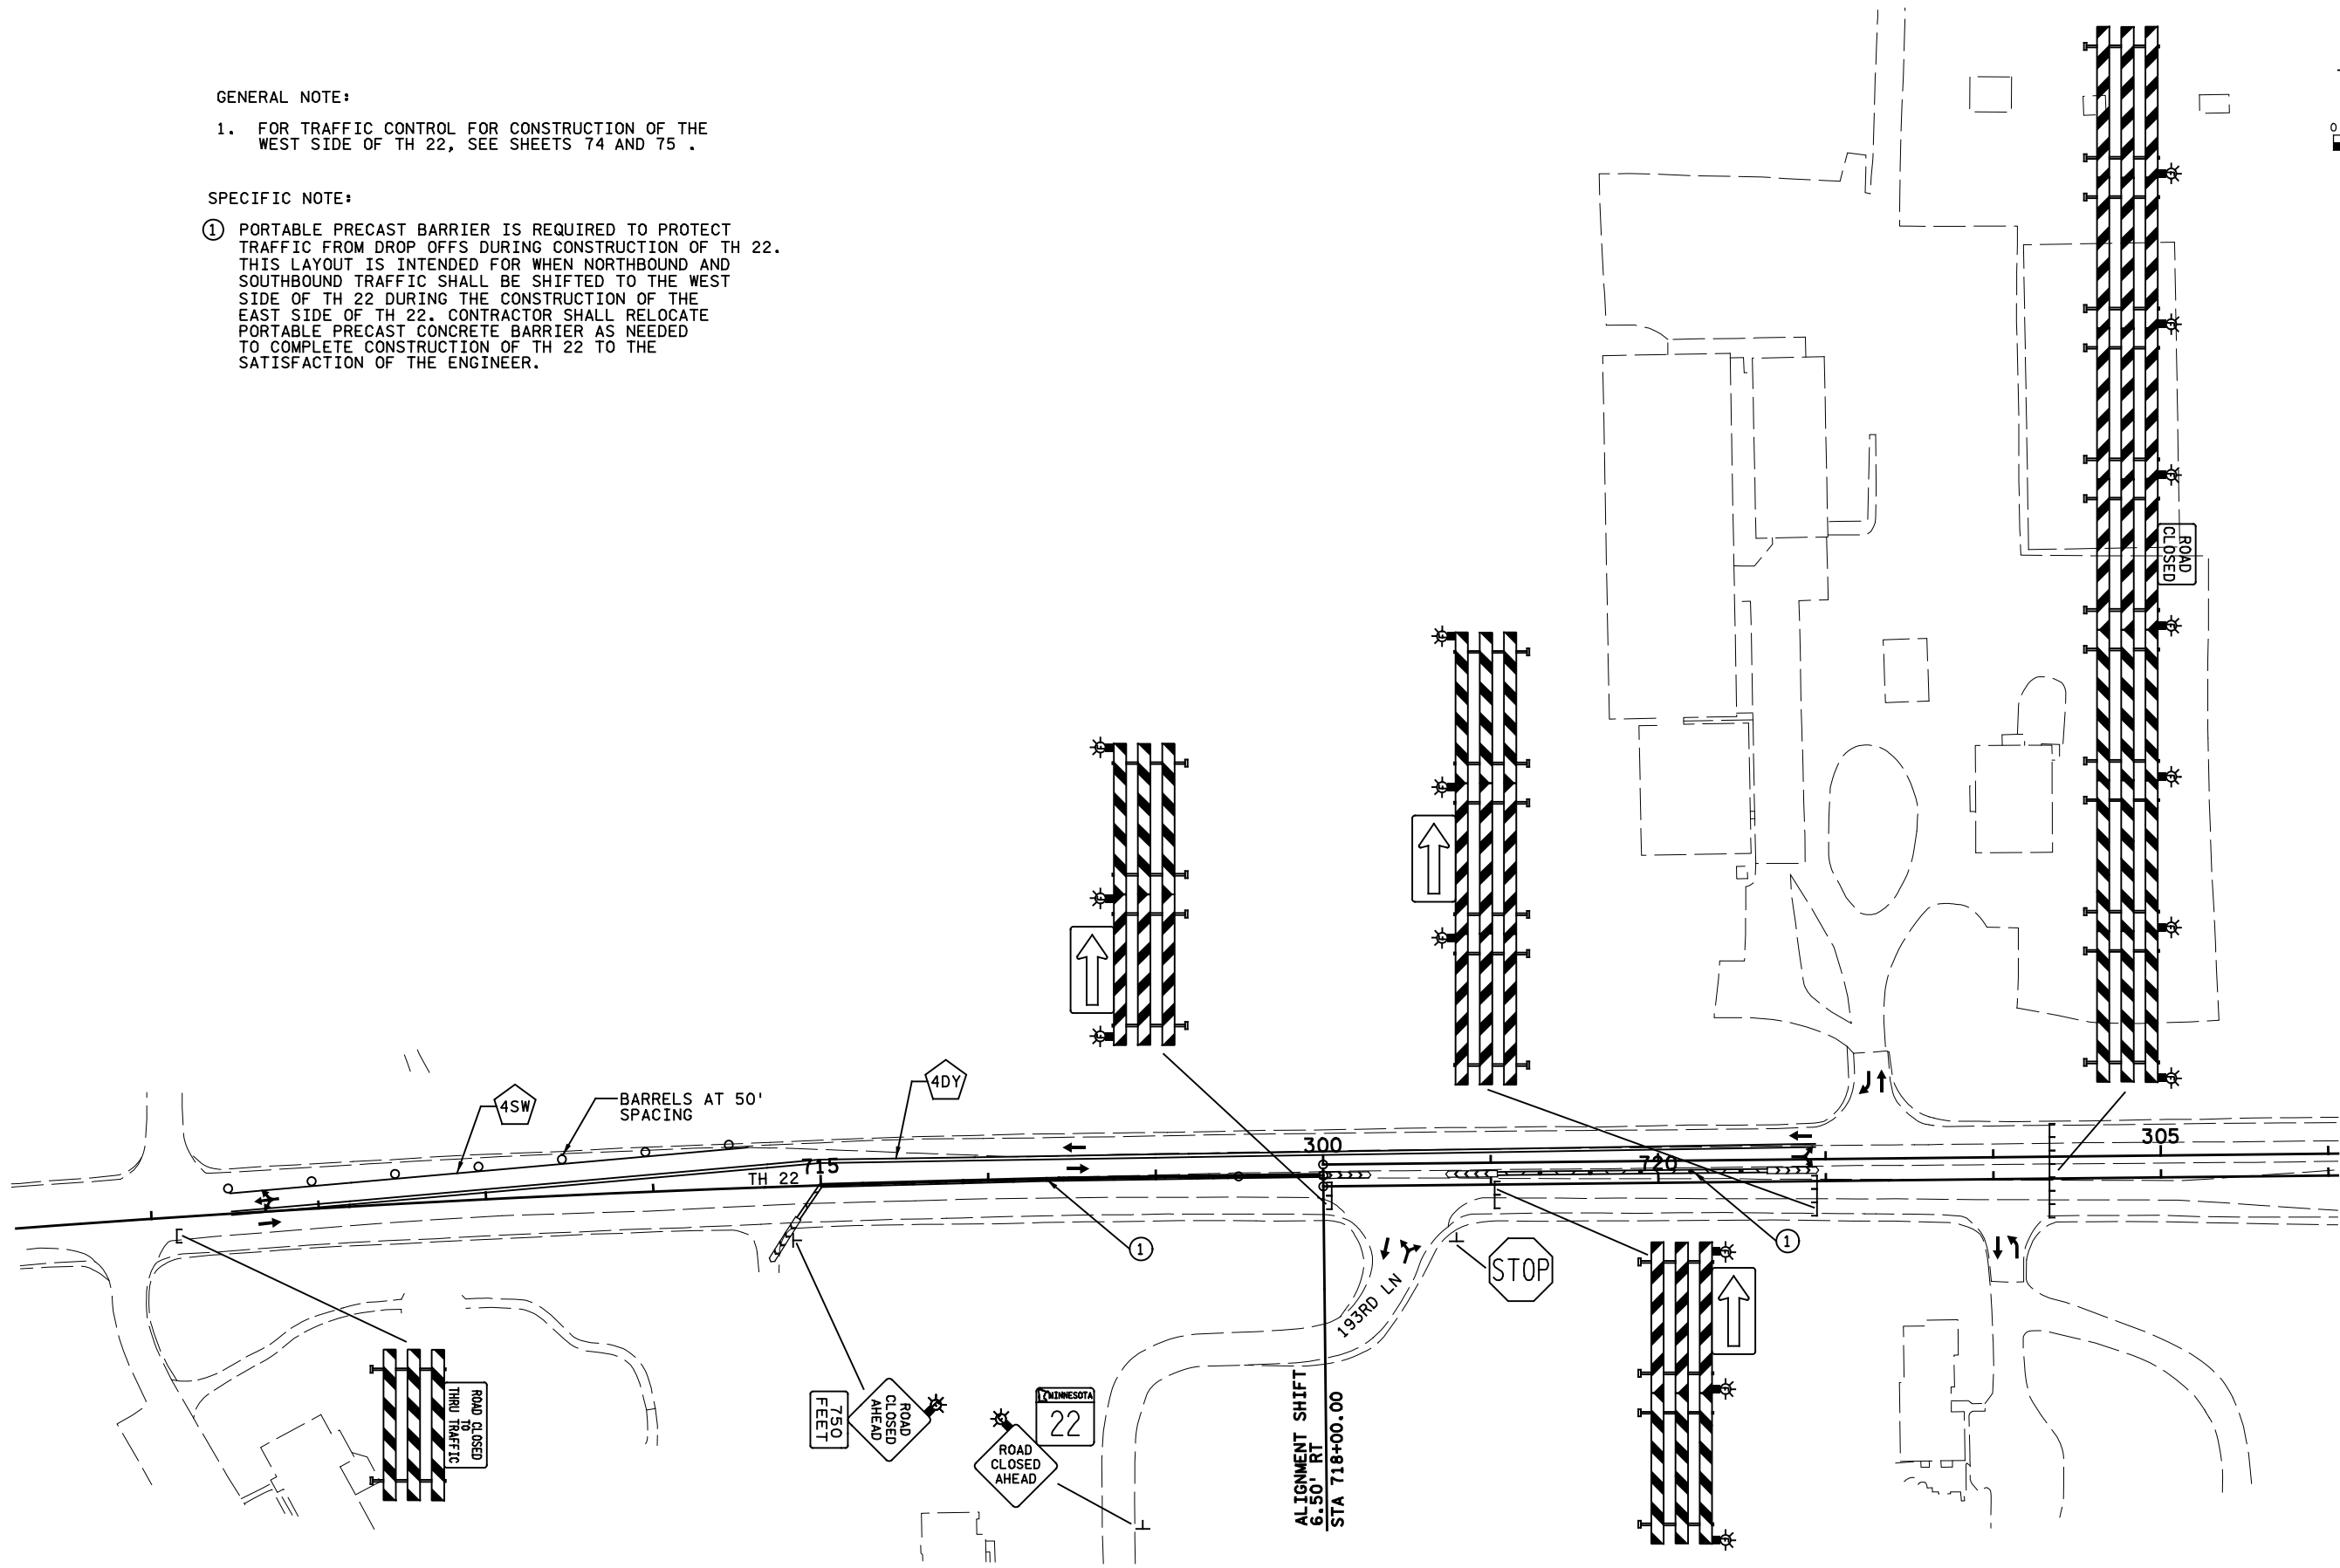 GENERAL NOTE:
1. FOR TRAFFIC CONTROL FOR CONSTRUCTION OF THE
WEST SIDE OF TH 22, SEE SHEETS 74 AND 75 .
SPECIFIC NOTE:
1 PORTABLE PRECAST BARRIER IS REQUIRED TO PROTECT
TRAFFIC FROM DROP OFFS DURING CONSTRUCTION OF TH 22.
THIS LAYOUT IS INTENDED FOR WHEN NORTHBOUND AND
SOUTHBOUND TRAFFIC SHALL BE SHIFTED TO THE WEST
SIDE OF TH 22 DURING THE CONSTRUCTION OF THE
EAST SIDE OF TH 22. CONTRACTOR SHALL RELOCATE
PORTABLE PRECAST CONCRETE BARRIER AS NEEDED
TO COMPLETE CONSTRUCTION OF TH 22 TO THE
SATISFACTION OF THE ENGINEER.
ROAD
CLOSED
4SW
BARRELS AT 50'
SPACING
4DY
300
305
715
720
TH 22
1
1
STOP
193RD LN
ROAD CLOSED
TO
THRU TRAFFIC
750
FEET
ROAD
CLOSED
AHEAD
MINNESOTA
22
ROAD
CLOSED
AHEAD
ALIGNMENT SHIFT
6.50' RT
STA 718+00.00